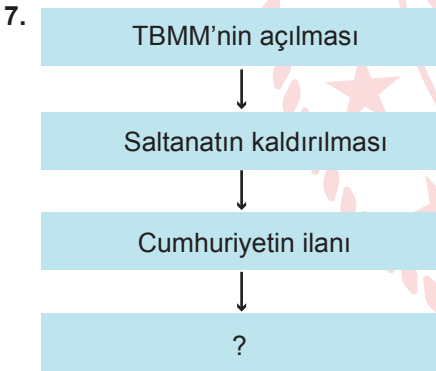 7.
TBMM’nin açılması
Saltanatın kaldırılması
Cumhuriyetin ilanı
?